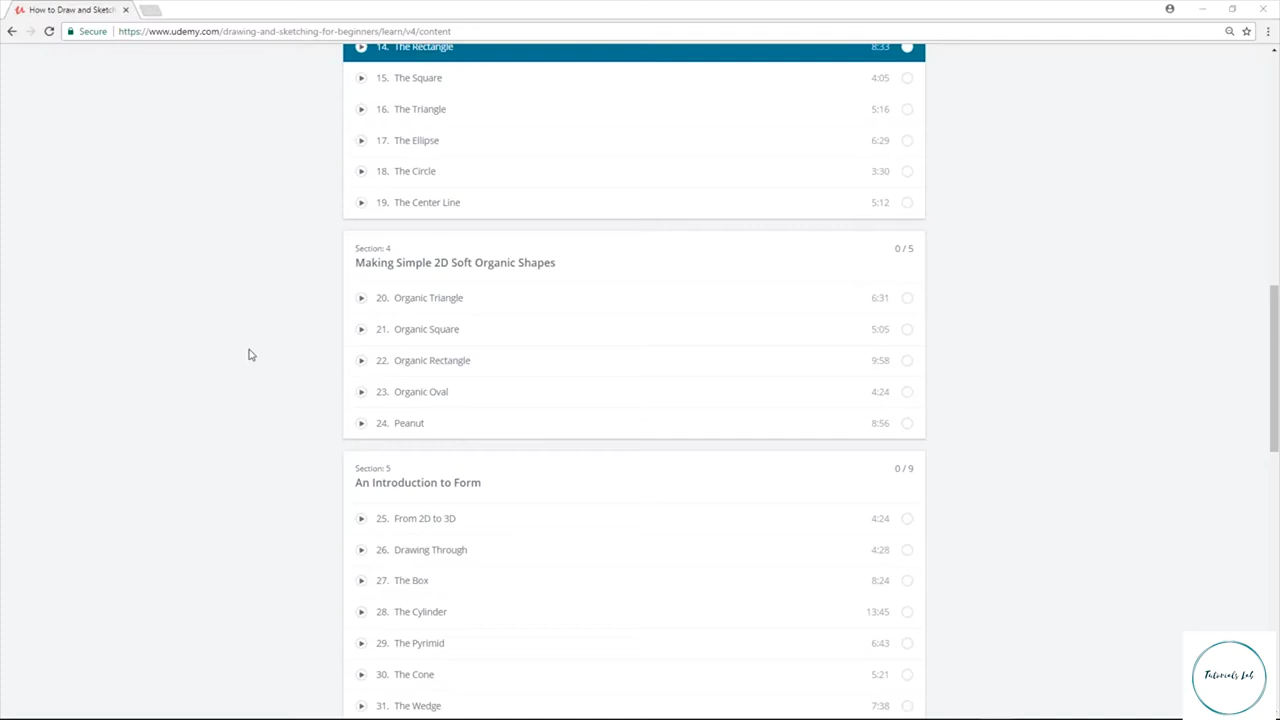 How to Draw and Sketch
Secure https://www.udemy.com/drawing-and-sketching-for-beginners/learn/v4/content
14. The Rectangle 8:33
15. The Square 4:05
16. The Triangle 5:16
17. The Ellipse 6:29
18. The Circle 3:30
19. The Center Line 5:12
Section: 4 0 / 5
Making Simple 2D Soft Organic Shapes
20. Organic Triangle 6:31
21. Organic Square 5:05
22. Organic Rectangle 9:58
23. Organic Oval 4:24
24. Peanut 8:56
Section: 5 0 / 9
An Introduction to Form
25. From 2D to 3D 4:24
26. Drawing Through 4:28
27. The Box 8:24
28. The Cylinder 13:45
29. The Pyrimid 6:43
30. The Cone 5:21
31. The Wedge 7:38
Tutorials Lab